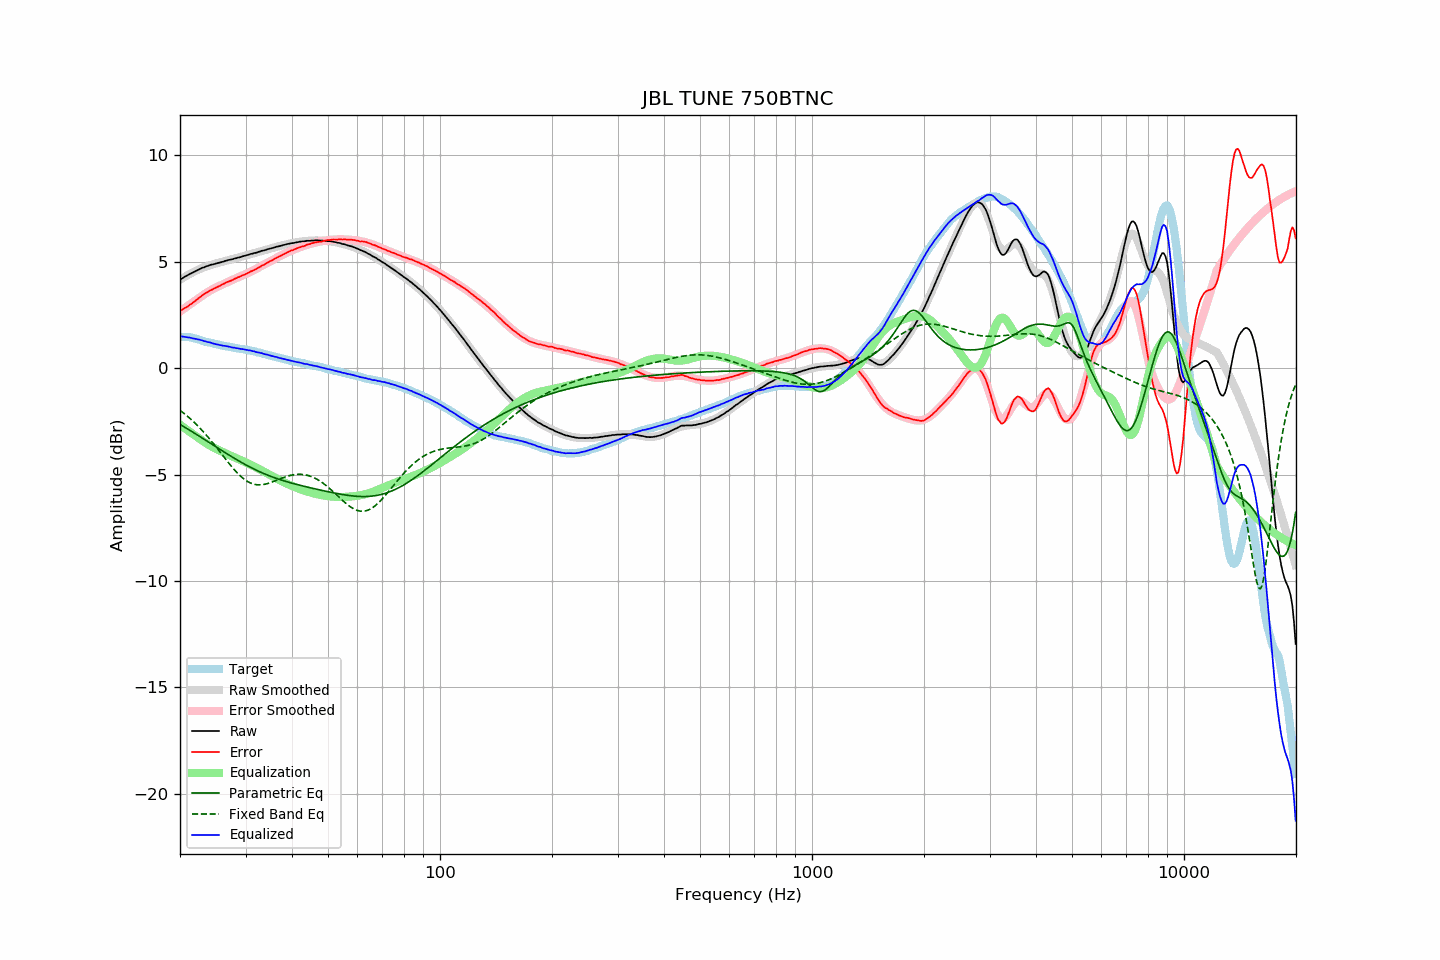 JBL TUNE 750BTNC
Amplitude (dBr)
10
5
0
−5
−10
−15
−20
Target
Raw Smoothed
Error Smoothed
Raw
Error
Equalization
Parametric Eq
Fixed Band Eq
Equalized
100
1000
10000
Frequency (Hz)